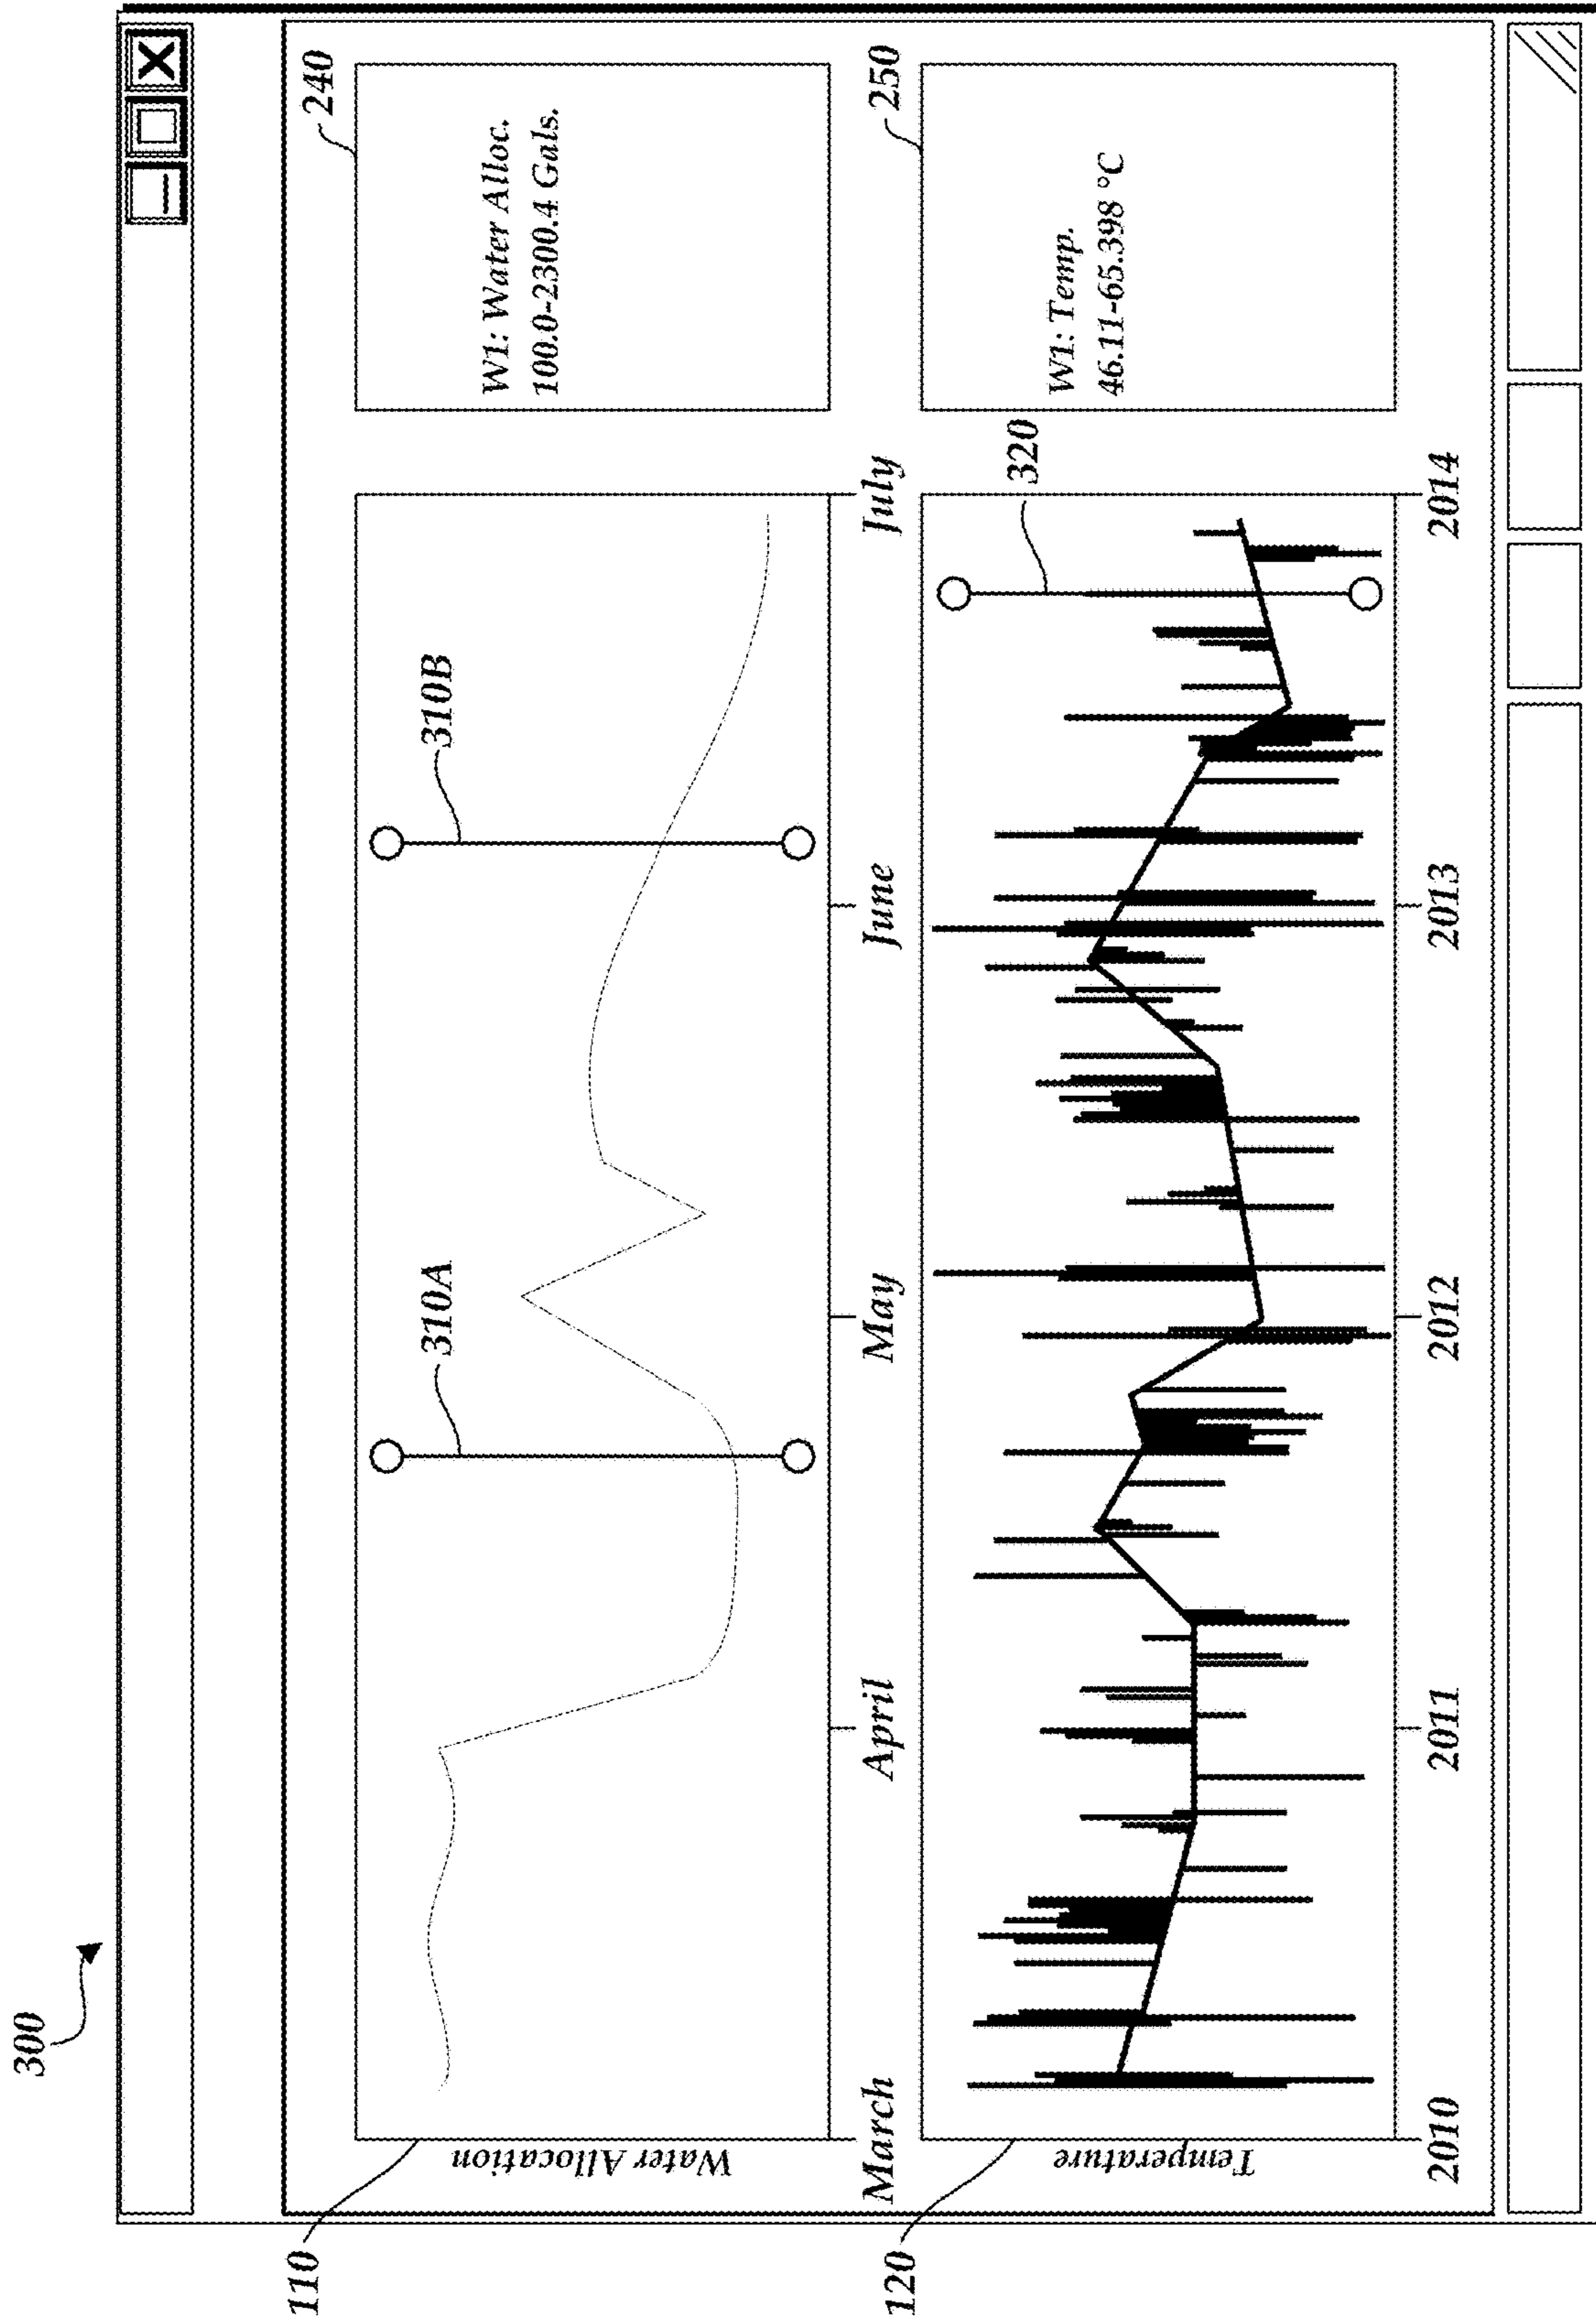 300
110
Water Allocation
310A
310B
240
W1: Water Alloc.
100.0-2300.4 Gals.
March
April
May
June
July
120
Temperature
320
250
W1: Temp.
46.11-65.398 °C
2010
2011
2012
2013
2014